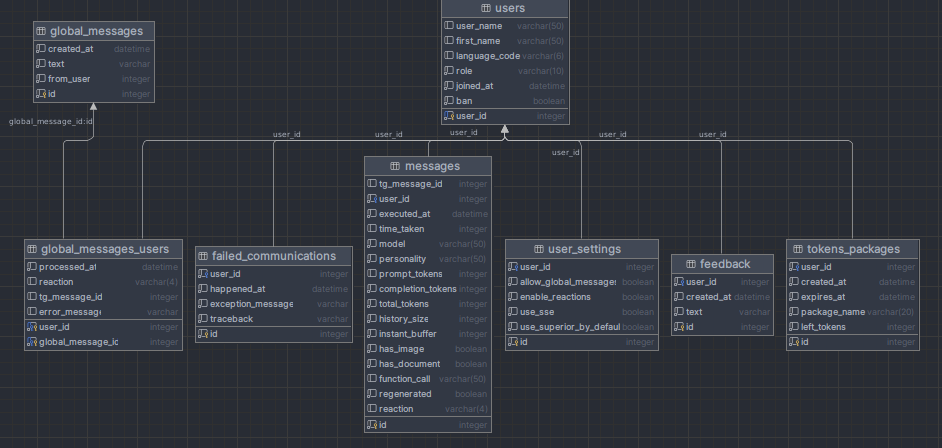 users
user_name varchar(50)
first_name varchar(50)
language_code varchar(6)
role varchar(10)
joined_at datetime
ban boolean
user_id integer
global_messages
created_at datetime
text varchar
from_user integer
id integer
global_message_id:id
user_id
user_id
user_id
user_id
user_id
user_id
messages
tg_message_id integer
user_id integer
executed_at datetime
time_taken integer
model varchar(50)
personality varchar(50)
prompt_tokens integer
completion_tokens integer
total_tokens integer
history_size integer
instant_buffer integer
has_image boolean
has_document boolean
function_call varchar(50)
regenerated boolean
reaction varchar(4)
id integer
global_messages_users
processed_at datetime
reaction varchar(4)
tg_message_id integer
error_message varchar
user_id integer
global_message_id integer
failed_communications
user_id integer
happened_at datetime
exception_message varchar
traceback varchar
id integer
user_settings
user_id integer
allow_global_messages boolean
enable_reactions boolean
use_sse boolean
use_superior_by_defaul boolean
id integer
feedback
user_id integer
created_at datetime
text varchar
id integer
tokens_packages
user_id integer
created_at datetime
expires_at datetime
package_name varchar(20)
left_tokens integer
id integer